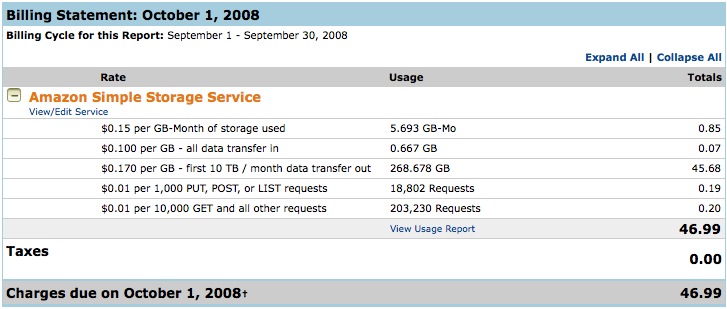 Billing Statement: October 1, 2008
Billing Cycle for this Report: September 1 - September 30, 2008
Expand All | Collapse All
Rate Usage Totals
Amazon Simple Storage Service
View/Edit Service
$0.15 per GB-Month of storage used 5.693 GB-Mo 0.85
$0.100 per GB - all data transfer in 0.667 GB 0.07
$0.170 per GB - first 10 TB / month data transfer out 268.678 GB 45.68
$0.01 per 1,000 PUT, POST, or LIST requests 18,802 Requests 0.19
$0.01 per 10,000 GET and all other requests 203,230 Requests 0.20
View Usage Report 46.99
Taxes 0.00
Charges due on October 1, 2008† 46.99